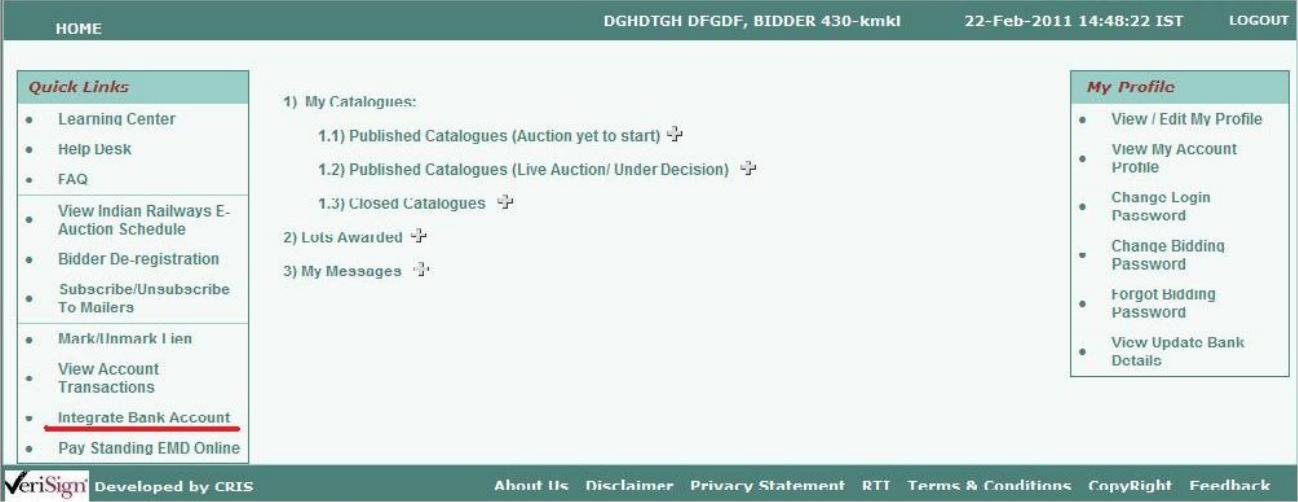 HOME DGHDTGH DFGDF, BIDDER 430-kmkl 22-Feb-2011 14:48:22 IST LOGOUT
Quick Links
• Learning Center
• Help Desk
• FAQ
• View Indian Railways E-
Auction Schedule
• Bidder De-registration
• Subscribe/Unsubscribe
To Mailers
• Mark/Unmark Lien
• View Account
Transactions
• Integrate Bank Account
• Pay Standing EMD Online
1) My Catalogues:
1.1) Published Catalogues (Auction yet to start)
1.2) Published Catalogues (Live Auction/ Under Decision)
1.3) Closed Catalogues
2) Lots Awarded
3) My Messages
My Profile
• View / Edit My Profile
• View My Account
Profile
• Change Login
Password
• Change Bidding
Password
• Forgot Bidding
Password
• View Update Bank
Details
VeriSign Developed by CRIS About Us Disclaimer Privacy Statement RTI Terms & Conditions CopyRight Feedback